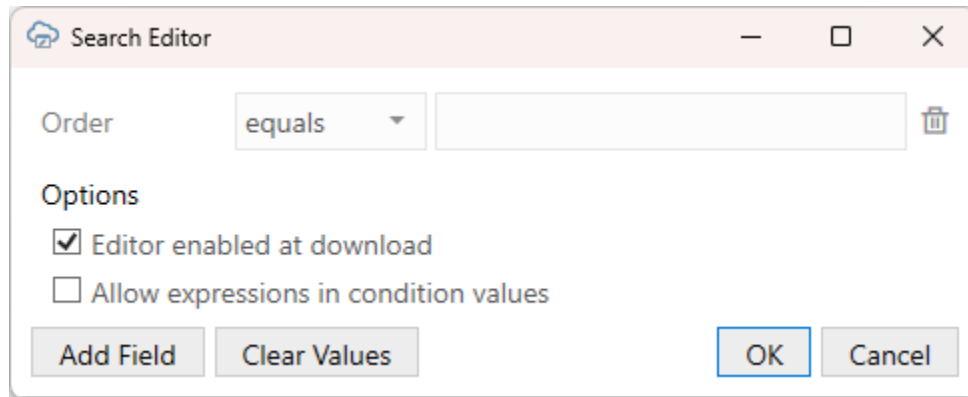 Search Editor
Order equals
Options
Editor enabled at download
Allow expressions in condition values
Add Field Clear Values OK Cancel